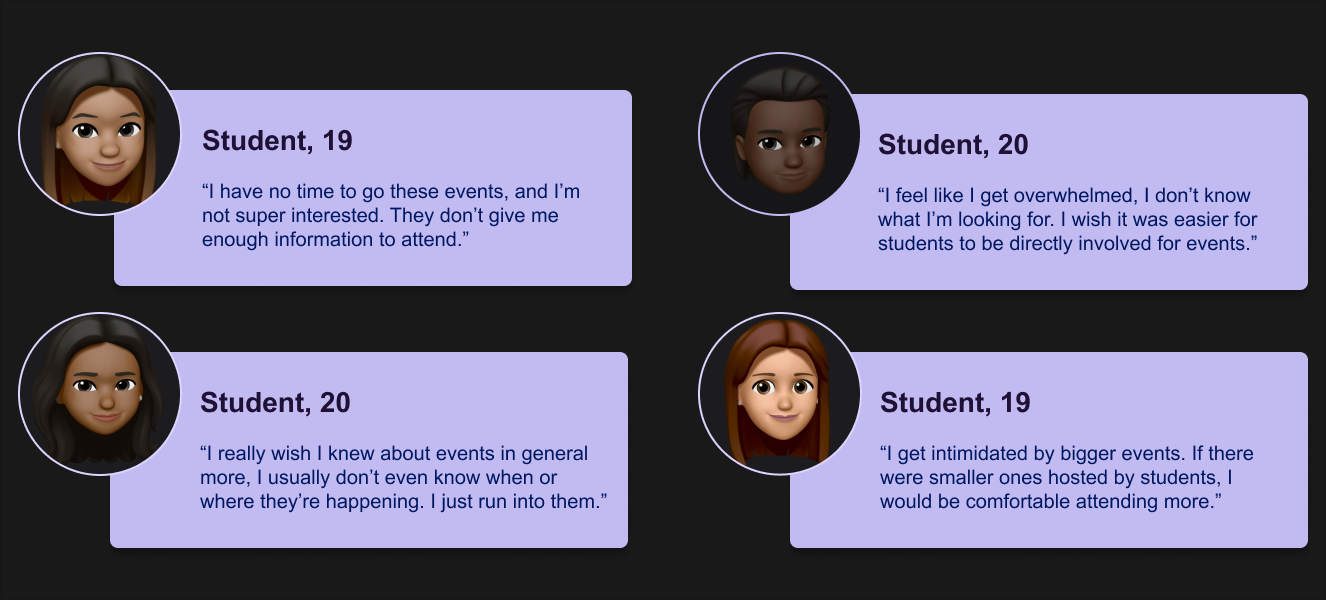 Student, 19
“I have no time to go these events, and I’m
not super interested. They don’t give me
enough information to attend.”
Student, 20
“I feel like I get overwhelmed, I don’t know
what I’m looking for. I wish it was easier for
students to be directly involved for events.”
Student, 20
“I really wish I knew about events in general
more, I usually don’t even know when or
where they’re happening. I just run into them.”
Student, 19
“I get intimidated by bigger events. If there
were smaller ones hosted by students, I
would be comfortable attending more.”